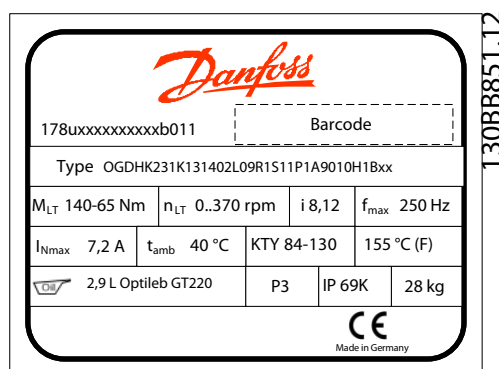 Danfoss
178uxxxxxxxxxxb011
Barcode
Type OGDHK231K131402L09R1S11P1A9010H1Bxx
MLT 140-65 Nm nLT 0..370 rpm i 8,12 fmax 250 Hz
INmax 7,2 A tamb 40 °C KTY 84-130 155 °C (F)
Oil 2,9 L Optileb GT220 P3 IP 69K 28 kg
CE
Made in Germany
130BB851.12